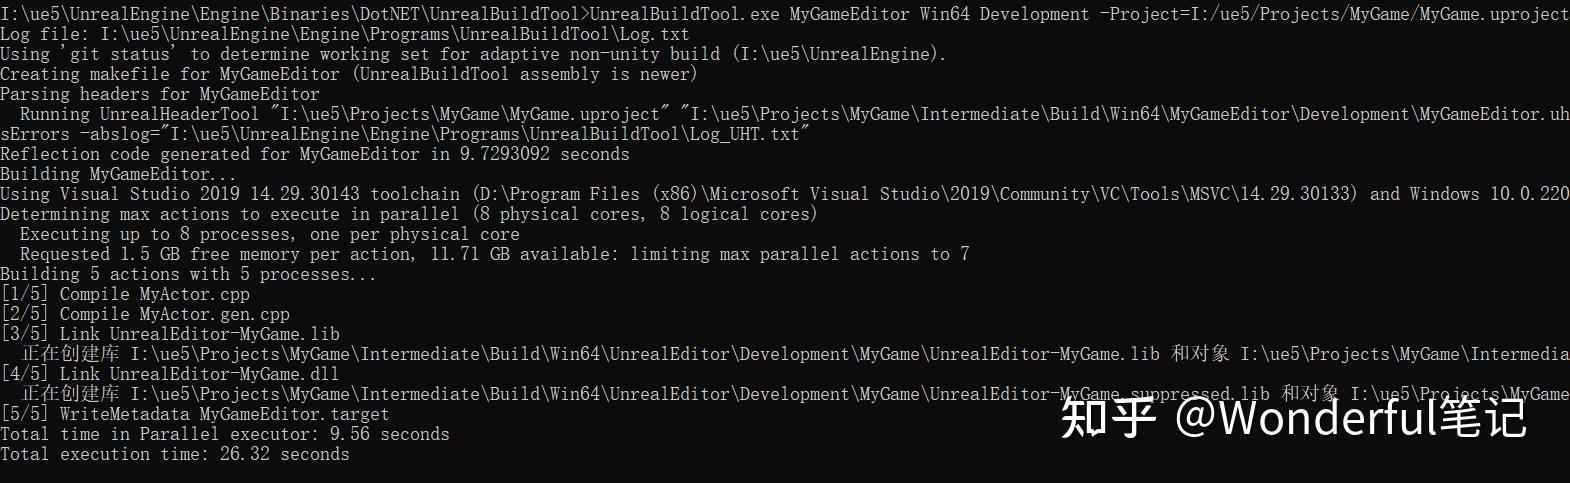 I:\ue5\UnrealEngine\Engine\Binaries\DotNET\UnrealBuildTool>UnrealBuildTool.exe MyGameEditor Win64 Development -Project=I:/ue5/Projects/MyGame/MyGame.uproject
Log file: I:\ue5\UnrealEngine\Engine\Programs\UnrealBuildTool\Log.txt
Using 'git status' to determine working set for adaptive non-unity build (I:\ue5\UnrealEngine).
Creating makefile for MyGameEditor (UnrealBuildTool assembly is newer)
Parsing headers for MyGameEditor
  Running UnrealHeaderTool "I:\ue5\Projects\MyGame\MyGame.uproject" "I:\ue5\Projects\MyGame\Intermediate\Build\Win64\MyGameEditor\Development\MyGameEditor.uh
sErrors -abslog="I:\ue5\UnrealEngine\Engine\Programs\UnrealBuildTool\Log_UHT.txt"
Reflection code generated for MyGameEditor in 9.7293092 seconds
Building MyGameEditor...
Using Visual Studio 2019 14.29.30143 toolchain (D:\Program Files (x86)\Microsoft Visual Studio\2019\Community\VC\Tools\MSVC\14.29.30133) and Windows 10.0.220
Determining max actions to execute in parallel (8 physical cores, 8 logical cores)
  Executing up to 8 processes, one per physical core
  Requested 1.5 GB free memory per action, 11.71 GB available: limiting max parallel actions to 7
Building 5 actions with 5 processes...
[1/5] Compile MyActor.cpp
[2/5] Compile MyActor.gen.cpp
[3/5] Link UnrealEditor-MyGame.lib
  正在创建库 I:\ue5\Projects\MyGame\Intermediate\Build\Win64\UnrealEditor\Development\MyGame\UnrealEditor-MyGame.lib 和对象 I:\ue5\Projects\MyGame\Intermedia
[4/5] Link UnrealEditor-MyGame.dll
  正在创建库 I:\ue5\Projects\MyGame\Intermediate\Build\Win64\UnrealEditor\Development\MyGame\UnrealEditor-MyGame.suppressed.lib 和对象 I:\ue5\Projects\MyGame
[5/5] WriteMetadata MyGameEditor.target
Total time in Parallel executor: 9.56 seconds
Total execution time: 26.32 seconds
知乎 @Wonderful笔记